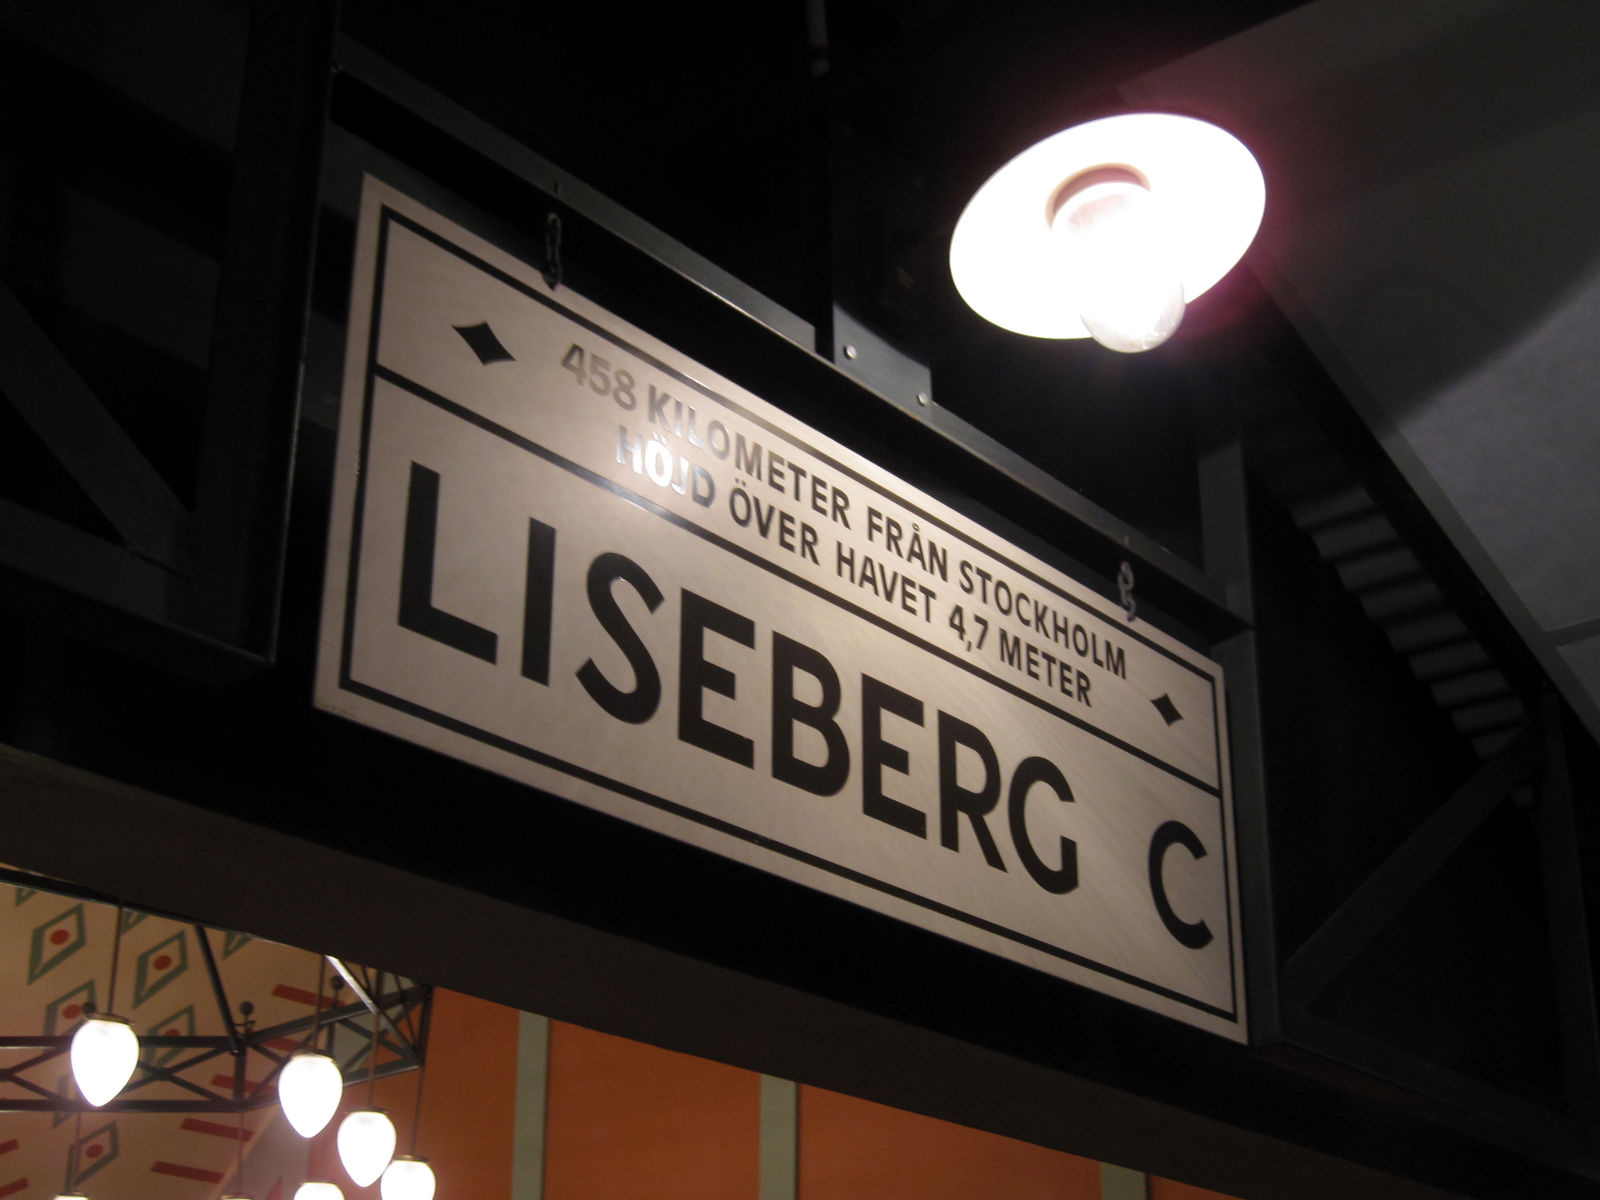 458 KILOMETER FRÅN STOCKHOLM
HÖJD ÖVER HAVET 4,7 METER
LISEBERG C